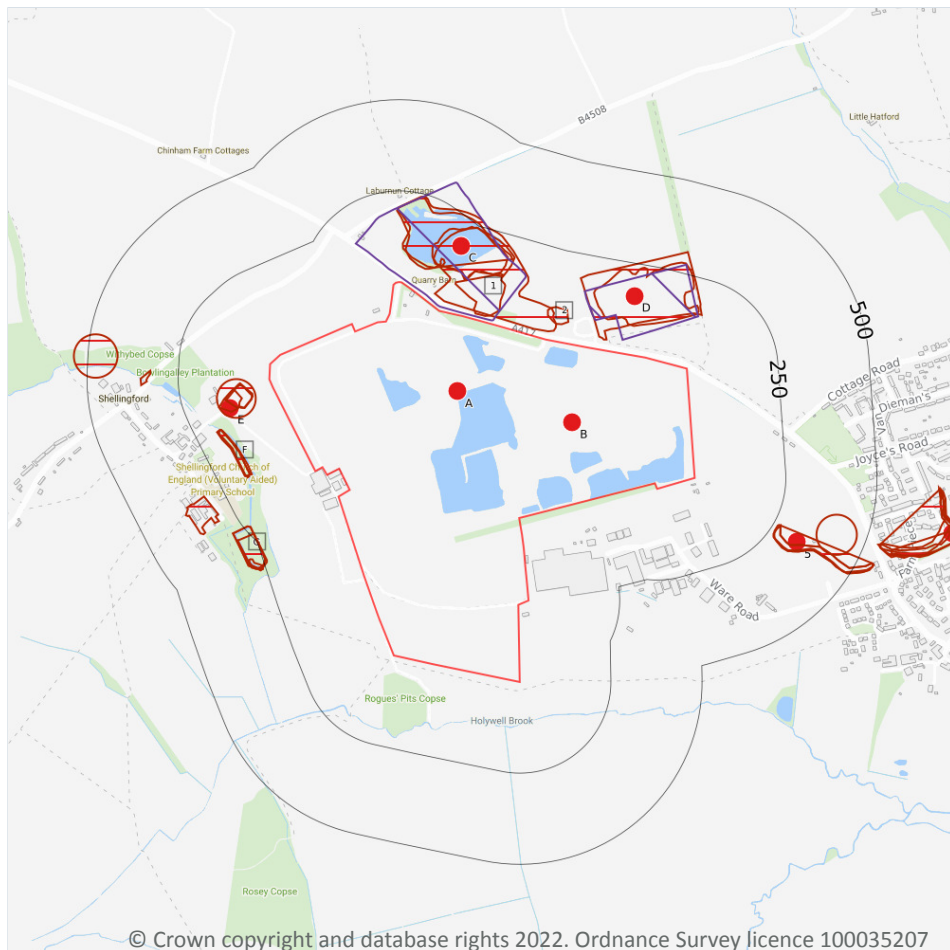 B4508
Little Hatford
Chinham Farm Cottages
Laburnun Cottage
C
Quarry Barn
1
D
2
A417
500
Withybed Copse
250
Bowlingalley Plantation
Cottage Road
A
Shellingford
Van Dieman's
E
B
Joyce's Road
F
Shellingford Church of
England (Voluntary Aided)
Primary School
G
5
Ware Road
Rogues' Pits Copse
Holywell Brook
Rosey Copse
© Crown copyright and database rights 2022. Ordnance Survey licence 100035207